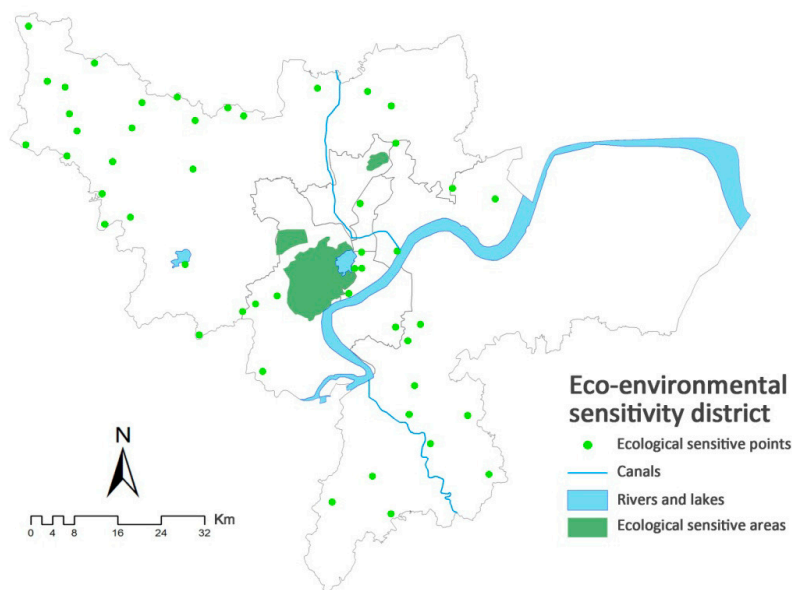 Eco-environmental
sensitivity district
Ecological sensitive points
Canals
Rivers and lakes
Ecological sensitive areas
N
Km
0 4 8 16 24 32